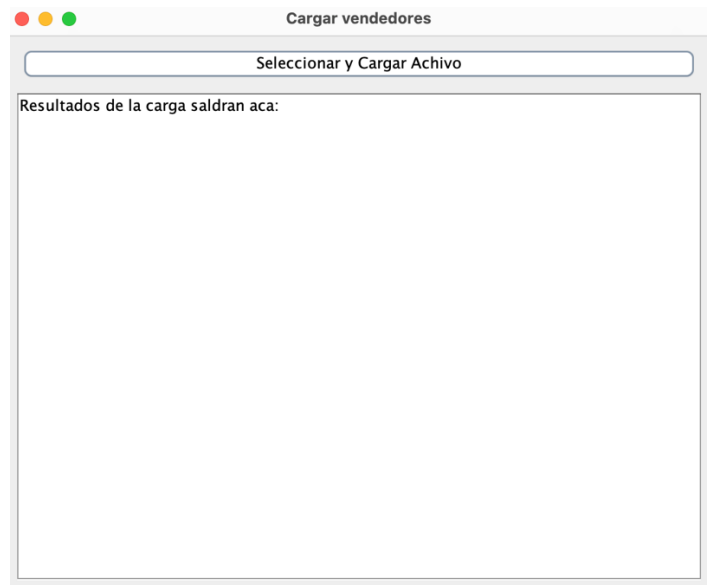 Cargar vendedores
Seleccionar y Cargar Achivo
Resultados de la carga saldran aca: